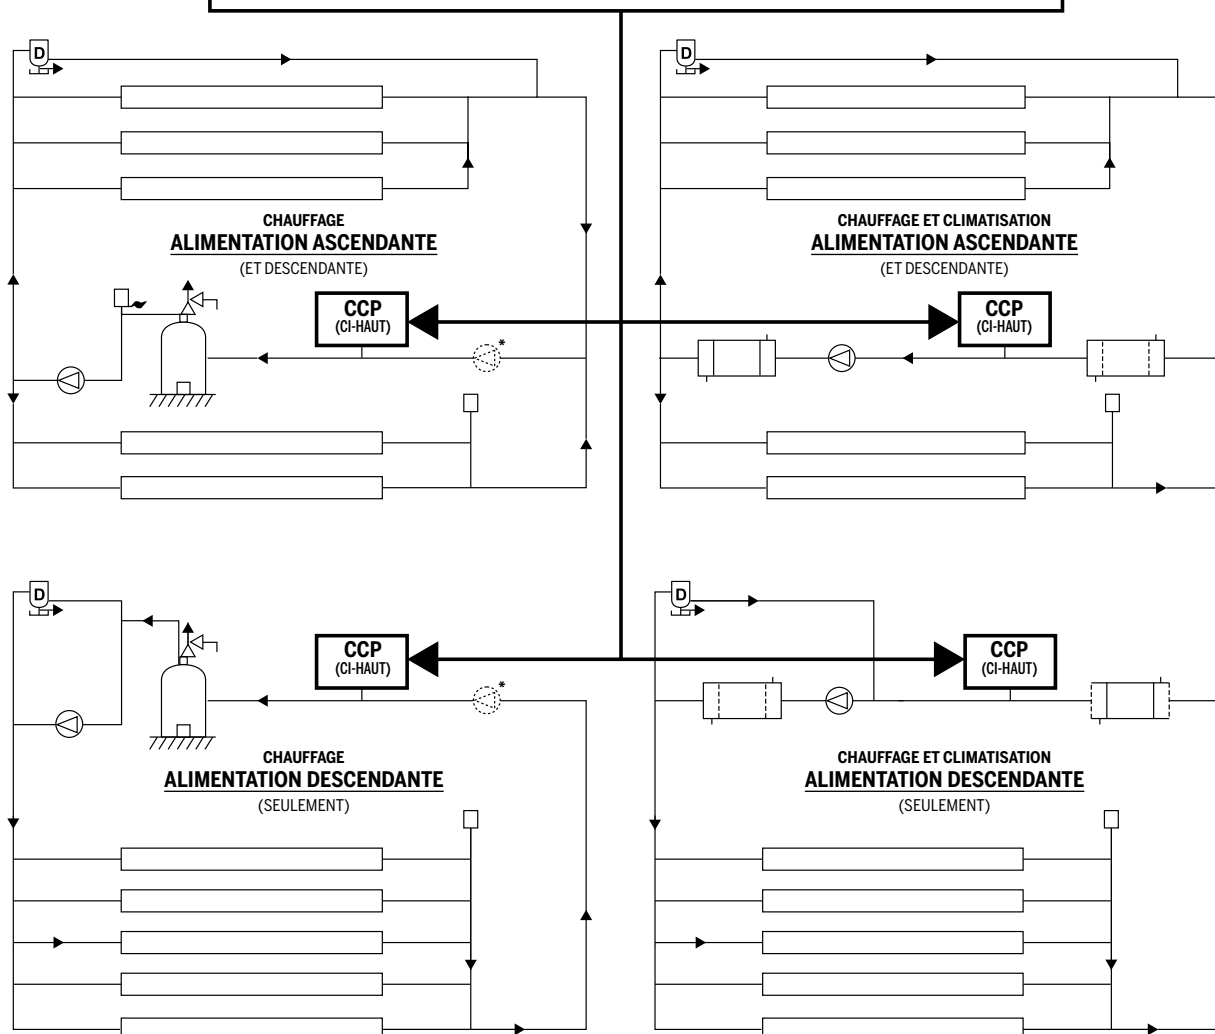 D
D
CHAUFFAGE
ALIMENTATION ASCENDANTE
(ET DESCENDANTE)
CHAUFFAGE ET CLIMATISATION
ALIMENTATION ASCENDANTE
(ET DESCENDANTE)
CCP
(CI-HAUT)
*
CCP
(CI-HAUT)
D
D
CCP
(CI-HAUT)
*
CCP
(CI-HAUT)
CHAUFFAGE
ALIMENTATION DESCENDANTE
(SEULEMENT)
CHAUFFAGE ET CLIMATISATION
ALIMENTATION DESCENDANTE
(SEULEMENT)